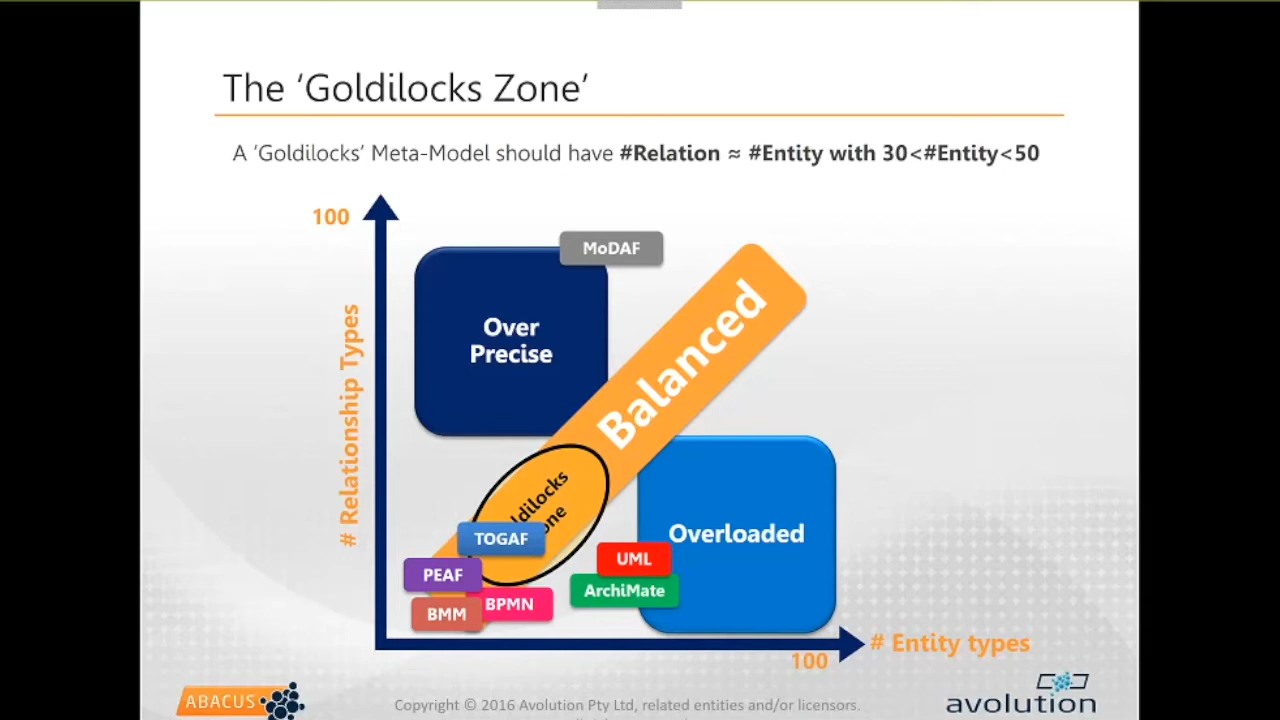 The ‘Goldilocks Zone’
A ‘Goldilocks’ Meta-Model should have #Relation ≈ #Entity with 30<#Entity<50
100
# Relationship Types
MoDAF
Over
Precise
Balanced
dilocks
one
TOGAF
PEAF
BMM
BPMN
UML
ArchiMate
Overloaded
100
# Entity types
ABACUS
Copyright © 2016 Avolution Pty Ltd, related entities and/or licensors.
avolution